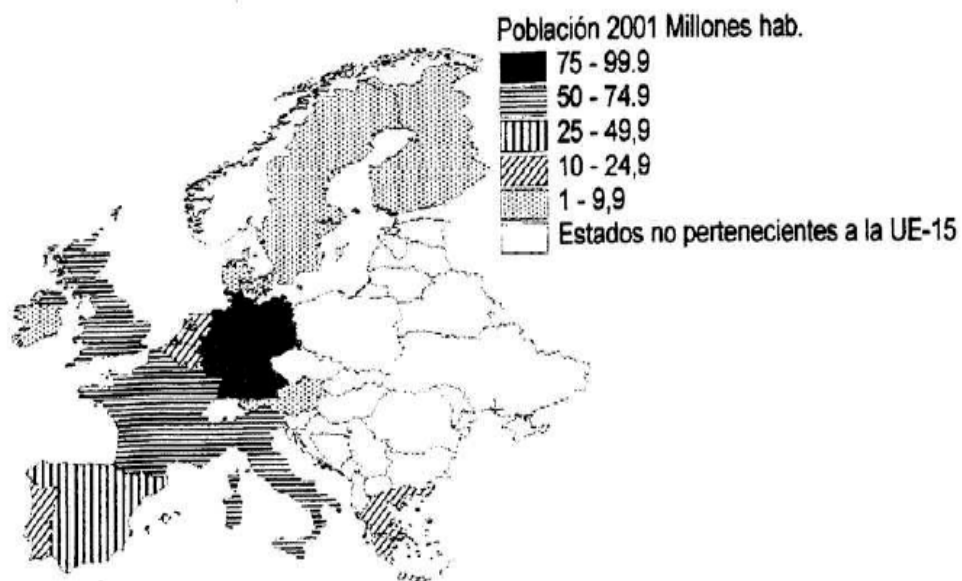 Población 2001 Millones hab.
75 - 99.9
50 - 74.9
25 - 49,9
10 - 24,9
1 - 9,9
Estados no pertenecientes a la UE-15